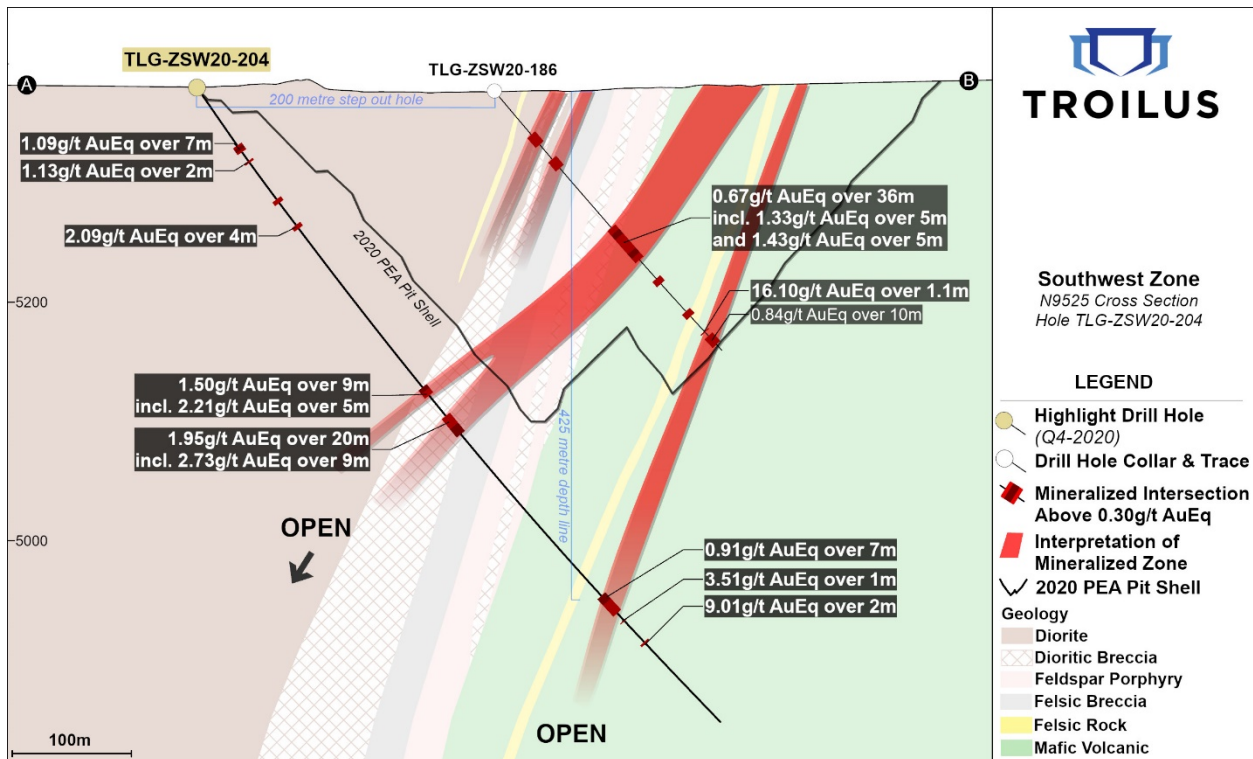 TLG-ZSW20-204
TLG-ZSW20-186
A
B
200 metre step out hole
1.09g/t AuEq over 7m
1.13g/t AuEq over 2m
2.09g/t AuEq over 4m
2020 PEA Pit Shell
0.67g/t AuEq over 36m
incl. 1.33g/t AuEq over 5m
and 1.43g/t AuEq over 5m
16.10g/t AuEq over 1.1m
0.84g/t AuEq over 10m
5200
1.50g/t AuEq over 9m
incl. 2.21g/t AuEq over 5m
1.95g/t AuEq over 20m
incl. 2.73g/t AuEq over 9m
425 metre depth line
OPEN
5000
0.91g/t AuEq over 7m
3.51g/t AuEq over 1m
9.01g/t AuEq over 2m
OPEN
100m
TROILUS
Southwest Zone
N9525 Cross Section
Hole TLG-ZSW20-204
LEGEND
Highlight Drill Hole
(Q4-2020)
Drill Hole Collar & Trace
Mineralized Intersection
Above 0.30g/t AuEq
Interpretation of
Mineralized Zone
2020 PEA Pit Shell
Geology
Diorite
Dioritic Breccia
Feldspar Porphyry
Felsic Breccia
Felsic Rock
Mafic Volcanic